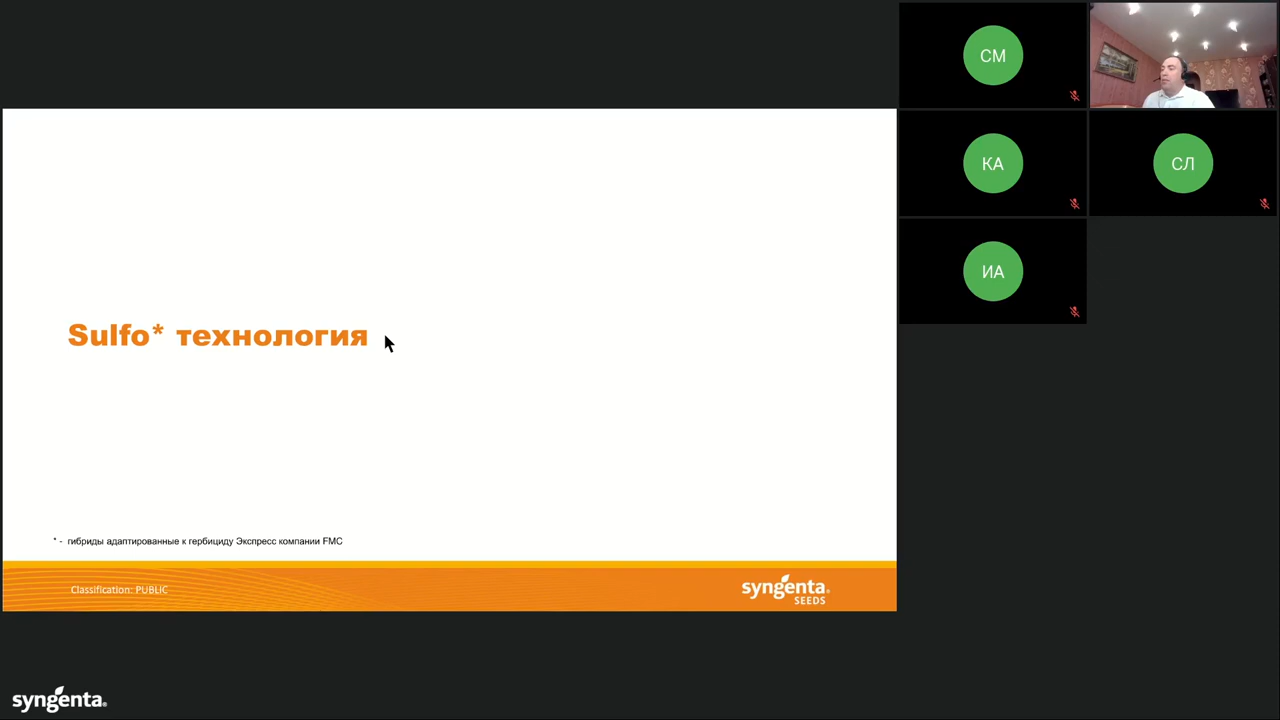 СМ
КА
СЛ
ИА
Sulfo* технология
* - гибриды адаптированные к гербициду Экспресс компании FMC
Classification: PUBLIC
syngenta®
SEEDS
syngenta®